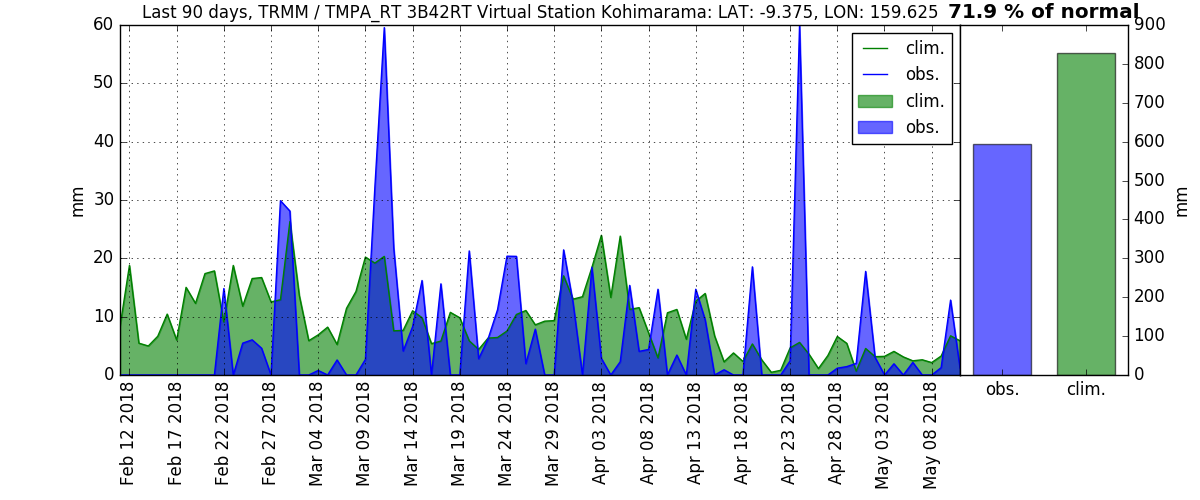 Last 90 days, TRMM / TMPA_RT 3B42RT Virtual Station Kohimarama: LAT: -9.375, LON: 159.625 71.9 % of normal
60
50
40
30
20
10
0
mm
clim.
obs.
clim.
obs.
900
800
700
600
500
400
300
200
100
0
mm
obs.
clim.
Feb 12 2018
Feb 17 2018
Feb 22 2018
Feb 27 2018
Mar 04 2018
Mar 09 2018
Mar 14 2018
Mar 19 2018
Mar 24 2018
Mar 29 2018
Apr 03 2018
Apr 08 2018
Apr 13 2018
Apr 18 2018
Apr 23 2018
Apr 28 2018
May 03 2018
May 08 2018